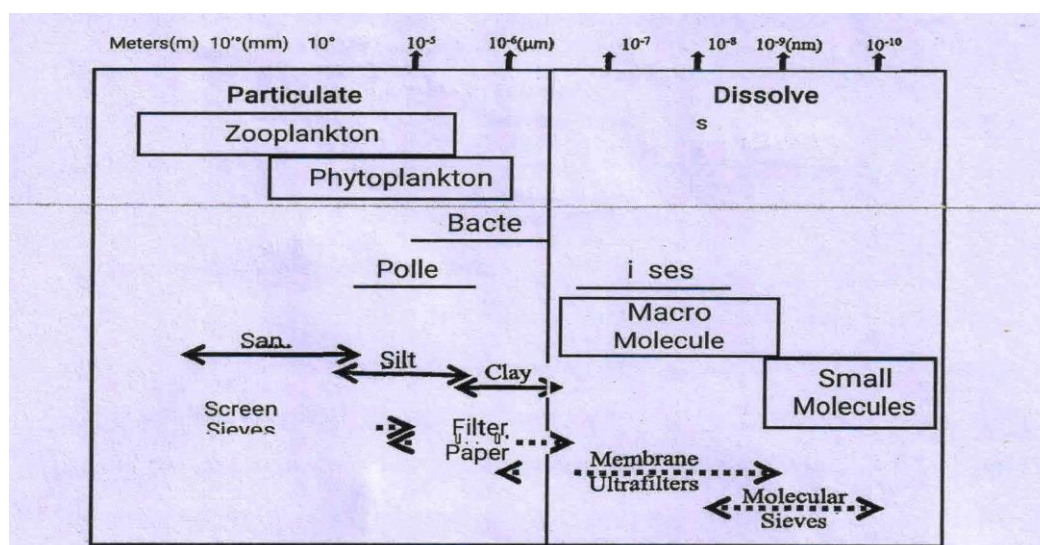 Meters(m) 10⁻³(mm) 10⁻⁴ 10⁻⁵ 10⁻⁶(μm) 10⁻⁷ 10⁻⁸ 10⁻⁹(nm) 10⁻¹⁰
Particulate Dissolve
s
Zooplankton
Phytoplankton
Bacte
Polle i ses
Macro
Molecule
San.
Silt
Clay
Small
Molecules
Screen
Sieves
Filter
Paper
Membrane
Ultrafilters
Molecular
Sieves